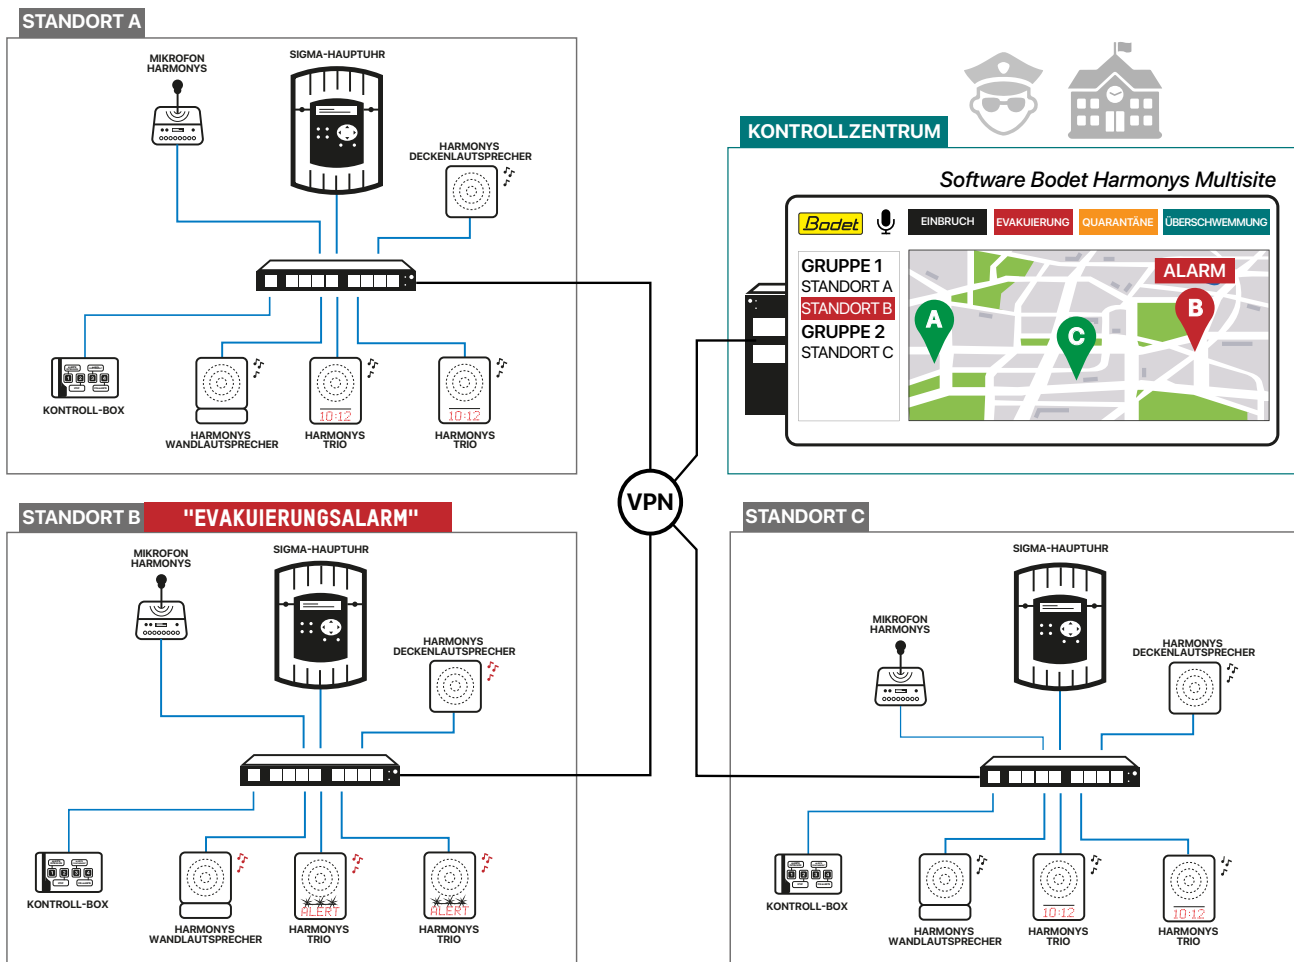 STANDORT A
MIKROFON
HARMONYS
SIGMA-HAUPTUHR
HARMONYS
DECKENLAUTSPRECHER
KONTROLL-BOX
HARMONYS
WANDLAUTSPRECHER
10:12
HARMONYS
TRIO
10:12
HARMONYS
TRIO
KONTROLLZENTRUM
Software Bodet Harmonys Multisite
Bodet
EINBRUCH
EVAKUIERUNG
QUARANTÄNE
ÜBERSCHWEMMUNG
GRUPPE 1
STANDORT A
STANDORT B
GRUPPE 2
STANDORT C
ALARM
A
B
C
VPN
STANDORT B
"EVAKUIERUNGSALARM"
MIKROFON
HARMONYS
SIGMA-HAUPTUHR
HARMONYS
DECKENLAUTSPRECHER
KONTROLL-BOX
HARMONYS
WANDLAUTSPRECHER
ALERT
HARMONYS
TRIO
ALERT
HARMONYS
TRIO
STANDORT C
SIGMA-HAUPTUHR
MIKROFON
HARMONYS
HARMONYS
DECKENLAUTSPRECHER
KONTROLL-BOX
HARMONYS
WANDLAUTSPRECHER
10:12
HARMONYS
TRIO
10:12
HARMONYS
TRIO